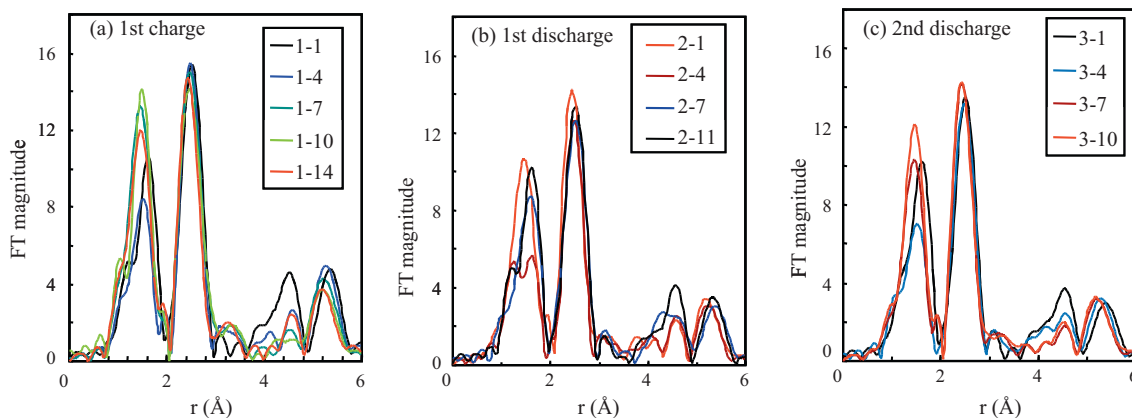 (a) 1st charge
1-1
1-4
1-7
1-10
1-14
16
12
8
4
0
FT magnitude
0 2 4 6
r (Å)
(b) 1st discharge
2-1
2-4
2-7
2-11
16
12
8
4
0
FT magnitude
0 2 4 6
r (Å)
(c) 2nd discharge
3-1
3-4
3-7
3-10
16
12
8
4
0
FT magnitude
0 2 4 6
r (Å)